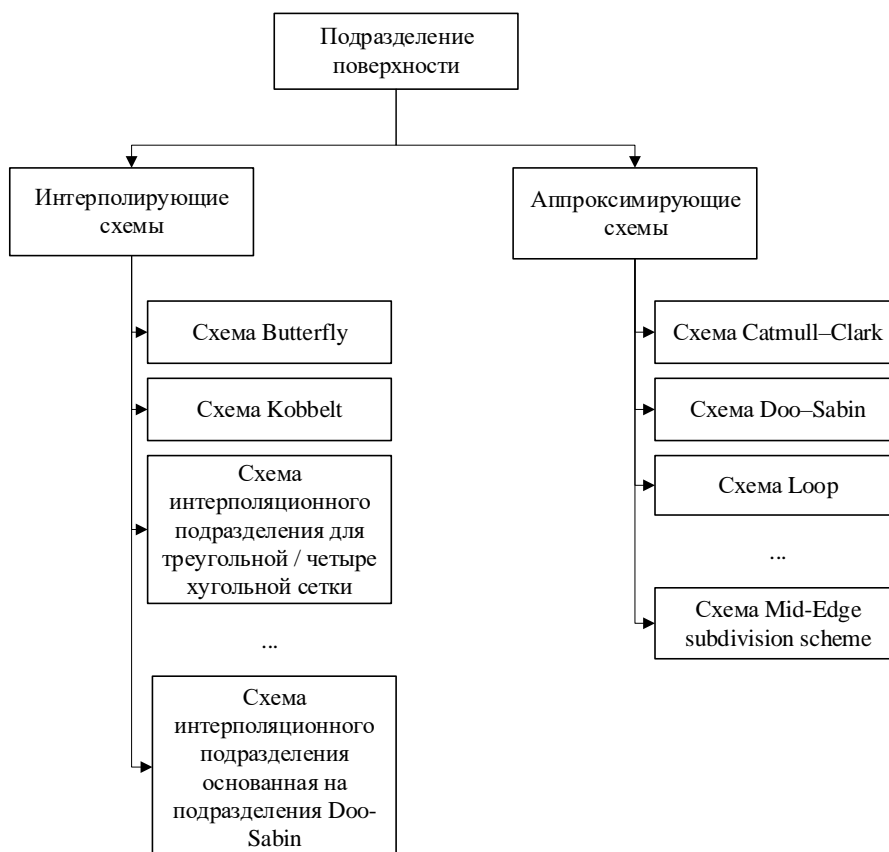 Подразделение
поверхности
Интерполирующие
схемы
Аппроксимирующие
схемы
Схема Butterfly
Схема Kobbelt
Схема
интерполяционного
подразделения для
треугольной / четыре
хугольной сетки
...
Схема
интерполяционного
подразделения
основанная на
подразделения Doo-
Sabin
Схема Catmull–Clark
Схема Doo–Sabin
Схема Loop
...
Схема Mid-Edge
subdivision scheme